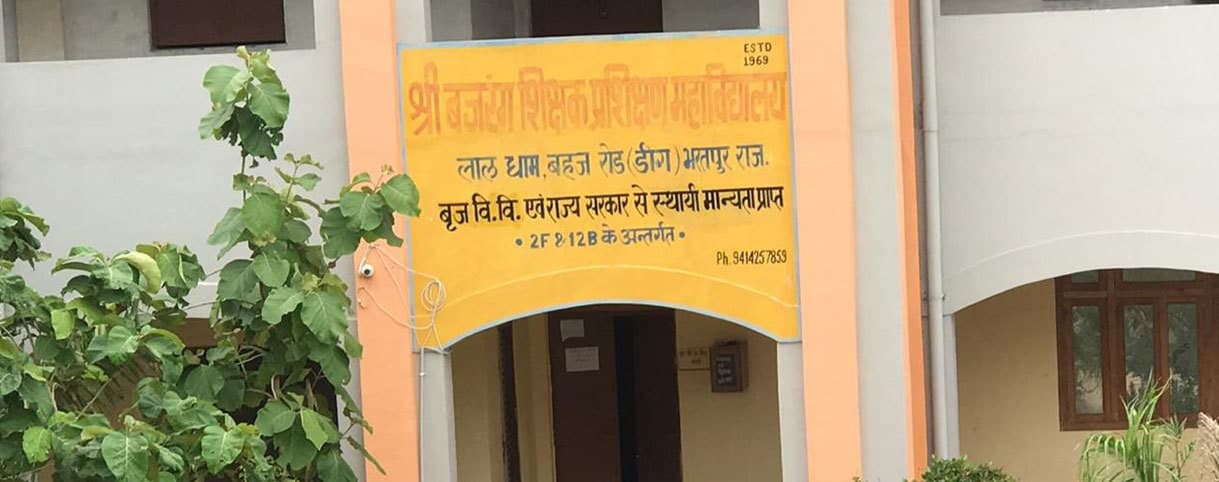 ESTD
1969
श्री बजरंग शिक्षक प्रशिक्षण महाविद्यालय
लाल धाम, बहज रोड (डीग) भरतपुर राज.
बृज वि.वि. एवं राज्य सरकार से स्थायी मान्यता प्राप्त
• 2F & 12B के अन्तर्गत •
Ph. 9414257859